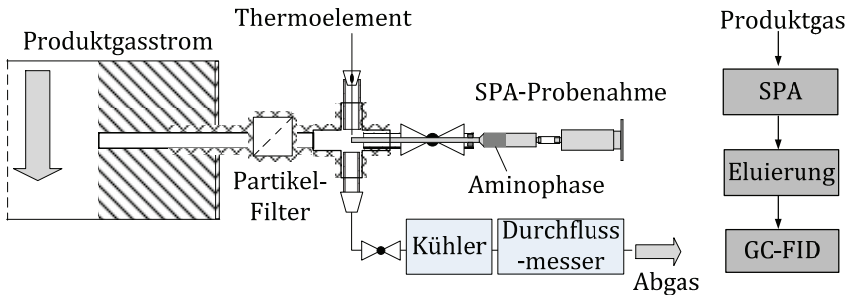 Thermoelement
Produktgasstrom
SPA-Probenahme
Partikel-
Filter
Aminophase
Kühler
Durchfluss
-messer
Abgas
Produktgas
SPA
Eluierung
GC-FID